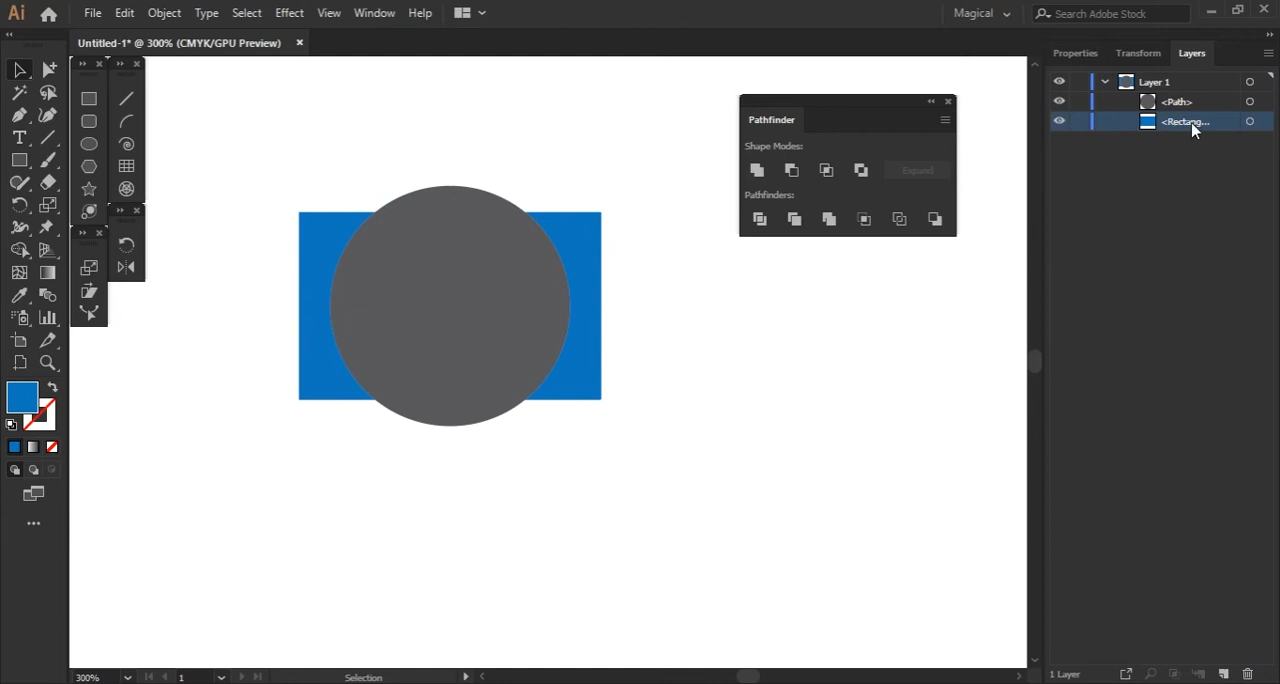 Ai File Edit Object Type Select Effect View Window Help Magical Search Adobe Stock
Untitled-1* @ 300% (CMYK/GPU Preview)
Properties Transform Layers
Layer 1
<Path>
<Rectang...
Pathfinder
Shape Modes:
Expand
Pathfinders:
300% 1 Selection 1 Layer